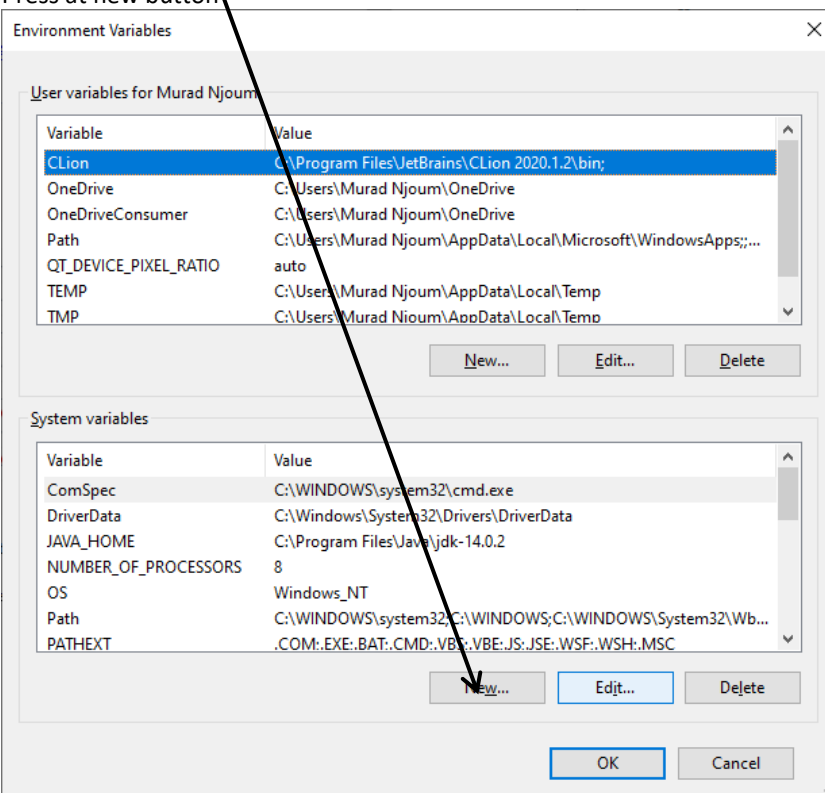 Press at new button
Environment Variables
User variables for Murad Njoum
Variable Value
CLion C:\Program Files\JetBrains\CLion 2020.1.2\bin;
OneDrive C:\Users\Murad Njoum\OneDrive
OneDriveConsumer C:\Users\Murad Njoum\OneDrive
Path C:\Users\Murad Njoum\AppData\Local\Microsoft\WindowsApps;;...
QT_DEVICE_PIXEL_RATIO auto
TEMP C:\Users\Murad Njoum\AppData\Local\Temp
TMP C:\Users\Murad Njoum\AppData\Local\Temp
New... Edit... Delete
System variables
Variable Value
ComSpec C:\WINDOWS\system32\cmd.exe
DriverData C:\Windows\System32\Drivers\DriverData
JAVA_HOME C:\Program Files\Java\jdk-14.0.2
NUMBER_OF_PROCESSORS 8
OS Windows_NT
Path C:\WINDOWS\system32;C:\WINDOWS;C:\WINDOWS\System32\Wb...
PATHEXT .COM;.EXE;.BAT;.CMD;.VBS;.VBE;.JS;.JSE;.WSF;.WSH;.MSC
New... Edit... Delete
OK Cancel